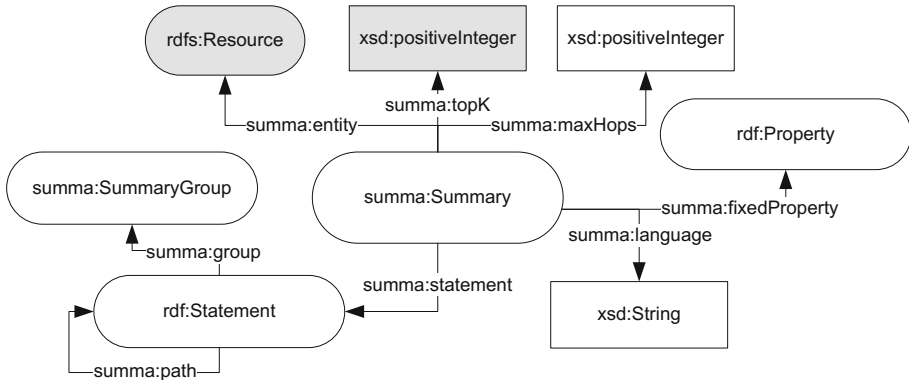 rdfs:Resource
xsd:positiveInteger
xsd:positiveInteger
summa:topK
summa:entity
summa:maxHops
rdf:Property
summa:SummaryGroup
summa:Summary
summa:fixedProperty
summa:language
summa:group
summa:statement
rdf:Statement
xsd:String
summa:path